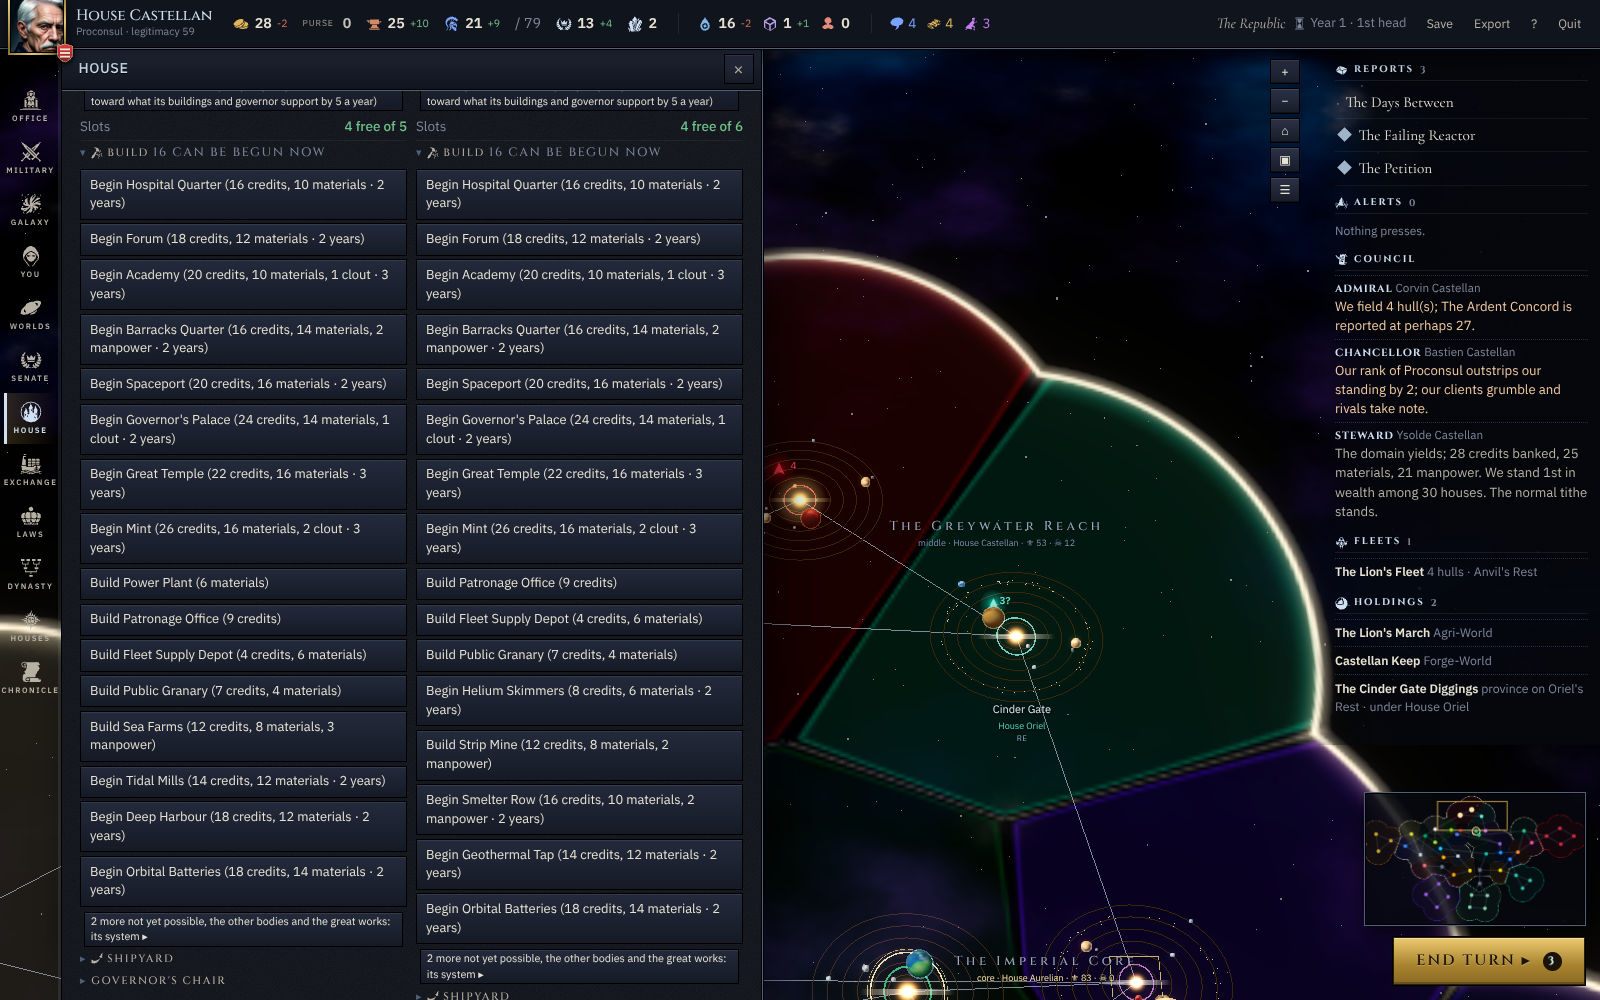 HOUSE CASTELLAN
Proconsul · legitimacy 59
28 -2 PURSE 0 25 +10 21 +9 / 79 13 +4 2 16 -2 1 +1 0 4 4 3
The Republic Year 1 · 1st head Save Export ? Quit
OFFICE
MILITARY
GALAXY
YOU
WORLDS
SENATE
HOUSE
EXCHANGE
LAWS
DYNASTY
HOUSES
CHRONICLE
HOUSE ×
toward what its buildings and governor support by 5 a year)
Slots 4 free of 5
▾ BUILD 16 CAN BE BEGUN NOW
Begin Hospital Quarter (16 credits, 10 materials · 2
years)
Begin Forum (18 credits, 12 materials · 2 years)
Begin Academy (20 credits, 10 materials, 1 clout · 3
years)
Begin Barracks Quarter (16 credits, 14 materials, 2
manpower · 2 years)
Begin Spaceport (20 credits, 16 materials · 2 years)
Begin Governor's Palace (24 credits, 14 materials, 1
clout · 2 years)
Begin Great Temple (22 credits, 16 materials · 3
years)
Begin Mint (26 credits, 16 materials, 2 clout · 3
years)
Build Power Plant (6 materials)
Build Patronage Office (9 credits)
Build Fleet Supply Depot (4 credits, 6 materials)
Build Public Granary (7 credits, 4 materials)
Build Sea Farms (12 credits, 8 materials, 3
manpower)
Begin Tidal Mills (14 credits, 12 materials · 2 years)
Begin Deep Harbour (18 credits, 12 materials · 2
years)
Begin Orbital Batteries (18 credits, 14 materials · 2
years)
2 more not yet possible, the other bodies and the great works:
its system ▸
▸ SHIPYARD
▸ GOVERNOR'S CHAIR
toward what its buildings and governor support by 5 a year)
Slots 4 free of 6
▾ BUILD 16 CAN BE BEGUN NOW
Begin Hospital Quarter (16 credits, 10 materials · 2
years)
Begin Forum (18 credits, 12 materials · 2 years)
Begin Academy (20 credits, 10 materials, 1 clout · 3
years)
Begin Barracks Quarter (16 credits, 14 materials, 2
manpower · 2 years)
Begin Spaceport (20 credits, 16 materials · 2 years)
Begin Governor's Palace (24 credits, 14 materials, 1
clout · 2 years)
Begin Great Temple (22 credits, 16 materials · 3
years)
Begin Mint (26 credits, 16 materials, 2 clout · 3
years)
Build Patronage Office (9 credits)
Build Fleet Supply Depot (4 credits, 6 materials)
Build Public Granary (7 credits, 4 materials)
Begin Helium Skimmers (8 credits, 6 materials · 2
years)
Build Strip Mine (12 credits, 8 materials, 2
manpower)
Begin Smelter Row (16 credits, 10 materials, 2
manpower · 2 years)
Begin Geothermal Tap (14 credits, 12 materials · 2
years)
Begin Orbital Batteries (18 credits, 14 materials · 2
years)
2 more not yet possible, the other bodies and the great works:
its system ▸
▸ SHIPYARD
4
THE GREYWATER REACH
middle · House Castellan · 53 · 12
3?
Cinder Gate
House Oriel
RE
THE IMPERIAL CORE
core · House Aurelian · 83 · 0
REPORTS 3
The Days Between
The Failing Reactor
The Petition
ALERTS 0
Nothing presses.
COUNCIL
ADMIRAL Corvin Castellan
We field 4 hull(s); The Ardent Concord is
reported at perhaps 27.
CHANCELLOR Bastien Castellan
Our rank of Proconsul outstrips our
standing by 2; our clients grumble and
rivals take note.
STEWARD Ysolde Castellan
The domain yields; 28 credits banked, 25
materials, 21 manpower. We stand 1st in
wealth among 30 houses. The normal tithe
stands.
FLEETS 1
The Lion's Fleet 4 hulls · Anvil's Rest
HOLDINGS 2
The Lion's March Agri-World
Castellan Keep Forge-World
The Cinder Gate Diggings province on Oriel's
Rest · under House Oriel
END TURN ▸ 3